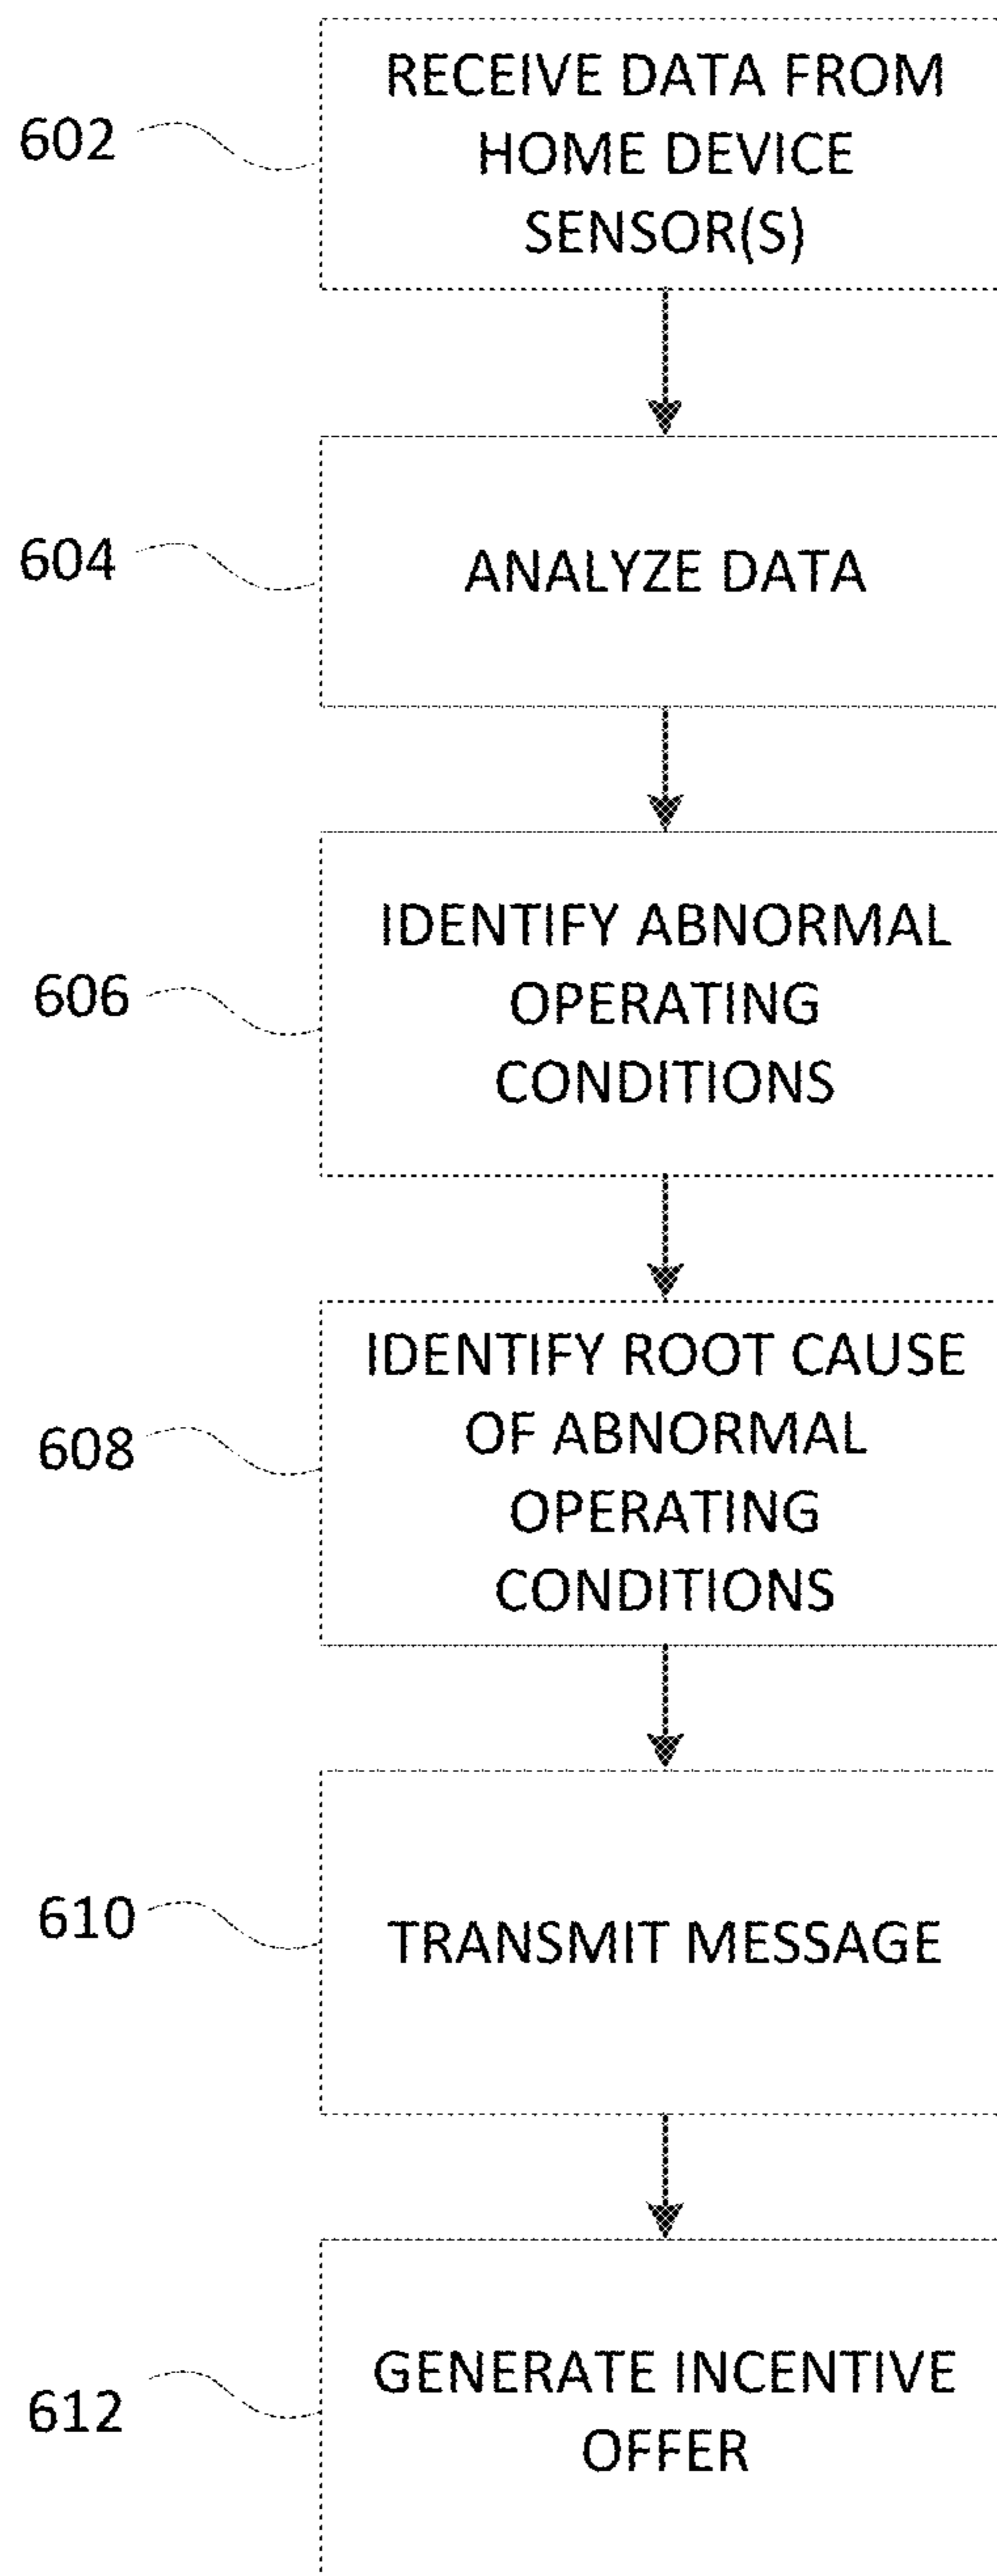 602
RECEIVE DATA FROM
HOME DEVICE
SENSOR(S)
604
ANALYZE DATA
606
IDENTIFY ABNORMAL
OPERATING
CONDITIONS
608
IDENTIFY ROOT CAUSE
OF ABNORMAL
OPERATING
CONDITIONS
610
TRANSMIT MESSAGE
612
GENERATE INCENTIVE
OFFER